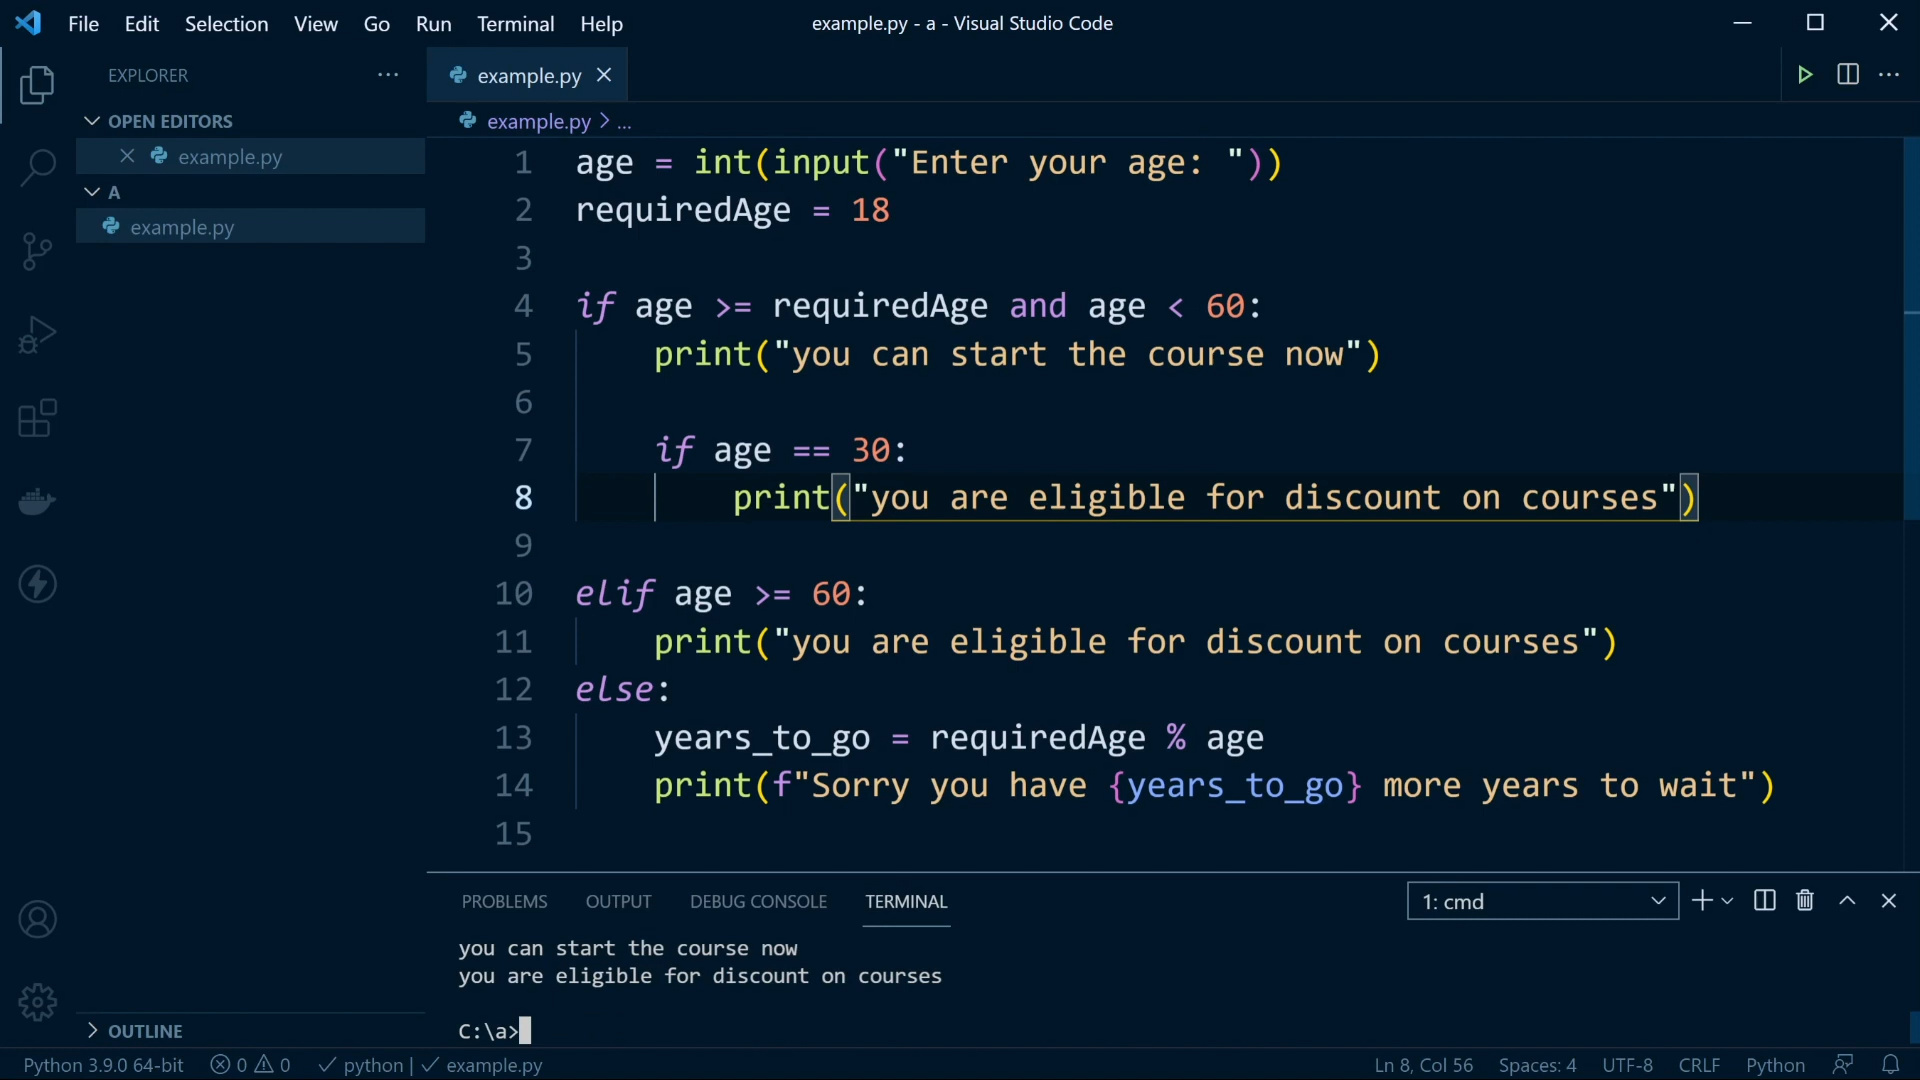 File Edit Selection View Go Run Terminal Help
example.py - a - Visual Studio Code
EXPLORER
OPEN EDITORS
example.py
A
example.py
example.py
example.py > ...
1 age = int(input("Enter your age: "))
2 requiredAge = 18
3
4 if age >= requiredAge and age < 60:
5     print("you can start the course now")
6
7     if age == 30:
8         print("you are eligible for discount on courses")
9
10 elif age >= 60:
11     print("you are eligible for discount on courses")
12 else:
13     years_to_go = requiredAge % age
14     print(f"Sorry you have {years_to_go} more years to wait")
15
PROBLEMS OUTPUT DEBUG CONSOLE TERMINAL
1: cmd
you can start the course now
you are eligible for discount on courses
C:\a>
OUTLINE
Python 3.9.0 64-bit 0 0 python | example.py Ln 8, Col 56 Spaces: 4 UTF-8 CRLF Python